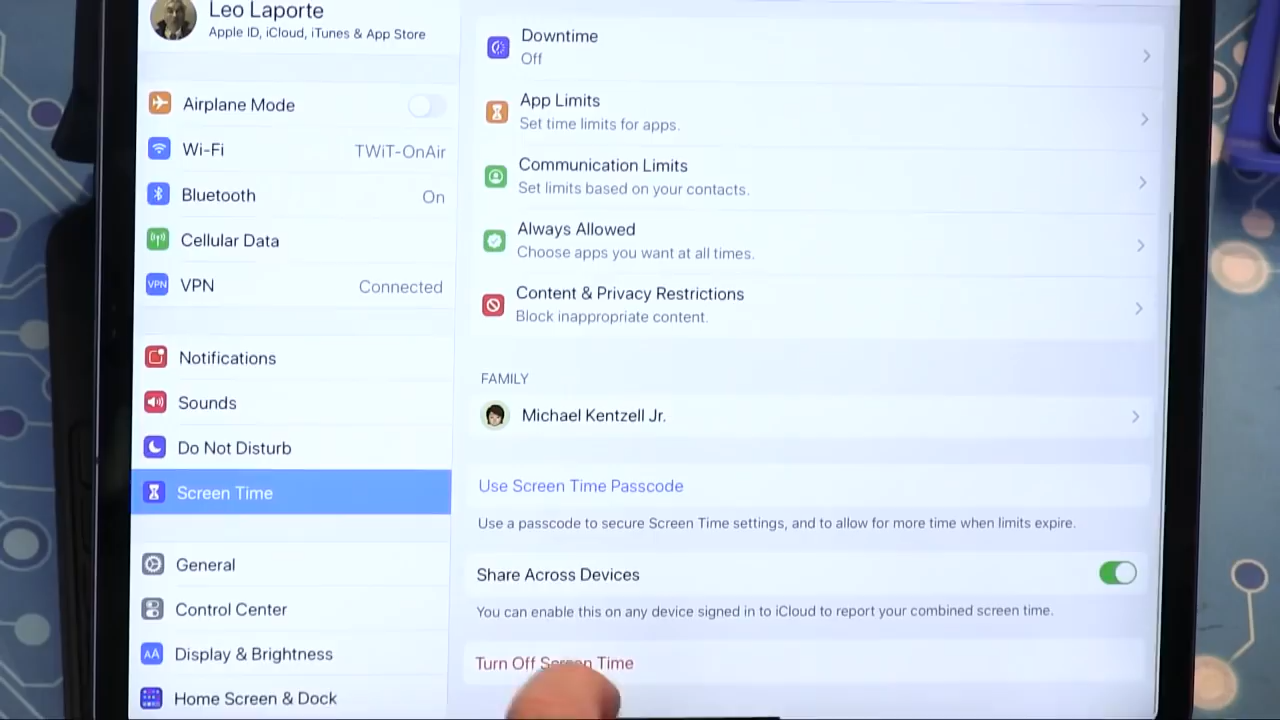 Leo Laporte
Apple ID, iCloud, iTunes & App Store
Airplane Mode
Wi-Fi TWiT-OnAir
Bluetooth On
Cellular Data
VPN VPN Connected
Notifications
Sounds
Do Not Disturb
Screen Time
General
Control Center
AA Display & Brightness
Home Screen & Dock
Downtime
Off
App Limits
Set time limits for apps.
Communication Limits
Set limits based on your contacts.
Always Allowed
Choose apps you want at all times.
Content & Privacy Restrictions
Block inappropriate content.
FAMILY
Michael Kentzell Jr.
Use Screen Time Passcode
Use a passcode to secure Screen Time settings, and to allow for more time when limits expire.
Share Across Devices
You can enable this on any device signed in to iCloud to report your combined screen time.
Turn Off Screen Time